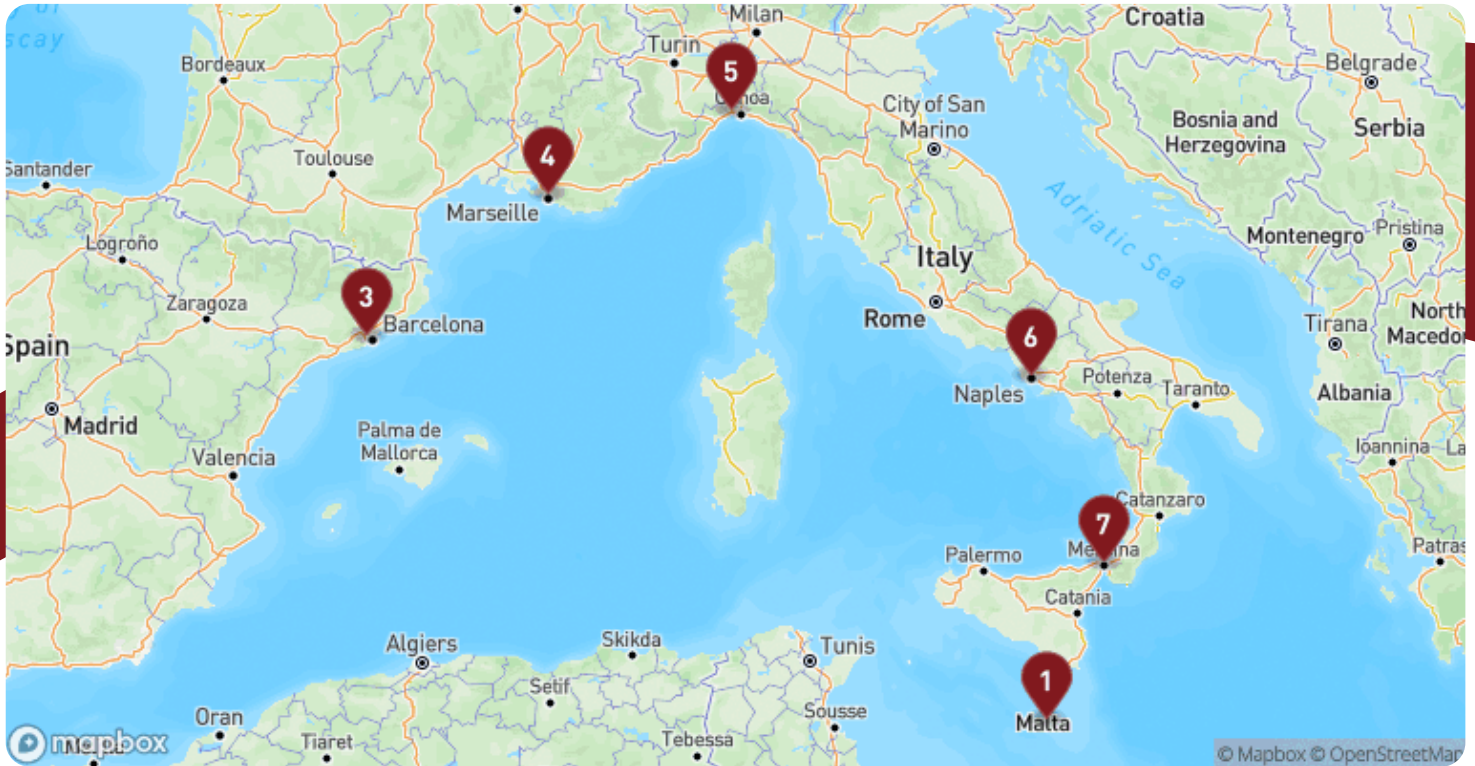 Milan
Croatia
scay
Turin
5
Bordeaux
Belgrade
City of San
Marino
Bosnia and
Herzegovina
Serbia
4
Toulouse
Santander
Marseille
Adriatic Sea
Logroño
Montenegro
Pristina
Italy
3
Zaragoza
Barcelona
Rome
North
Macedo
Tirana
Spain
6
Naples
Potenza
Taranto
Albania
Madrid
Palma de
Mallorca
Valencia
Ioannina
La
Catanzaro
7
Palermo
Patras
Catania
Algiers
Skikda
Tunis
Setif
1
Malta
Oran
Sousse
Tiaret
Tebessa
mapbox
© Mapbox © OpenStreetMap